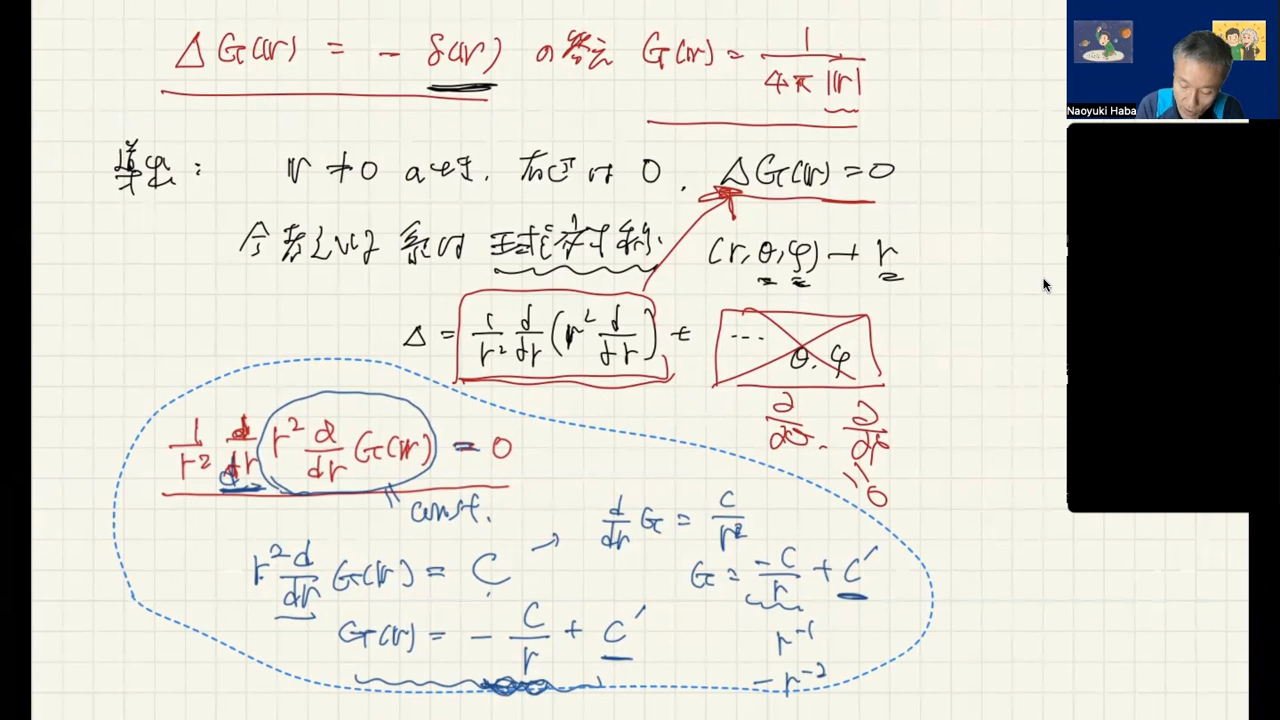 ΔG(r) = - δ(r) の答え G(r) = 1/(4π|r|)
Naoyuki Haba
導出: r ≠ 0 のとき, 右辺は 0. ΔG(r) = 0
今考えている系は球対称. (r, θ, φ) → r
Δ = 1/r² d/dr (r² d/dr) + ... θ, φ
∂/∂θ, ∂/∂φ = 0
1/r² d/dr r² d/dr G(r) = 0
const.
r² d/dr G(r) = C → d/dr G = C/r²
G = -C/r + C′
G(r) = - C/r + C′
r⁻¹
- r⁻²